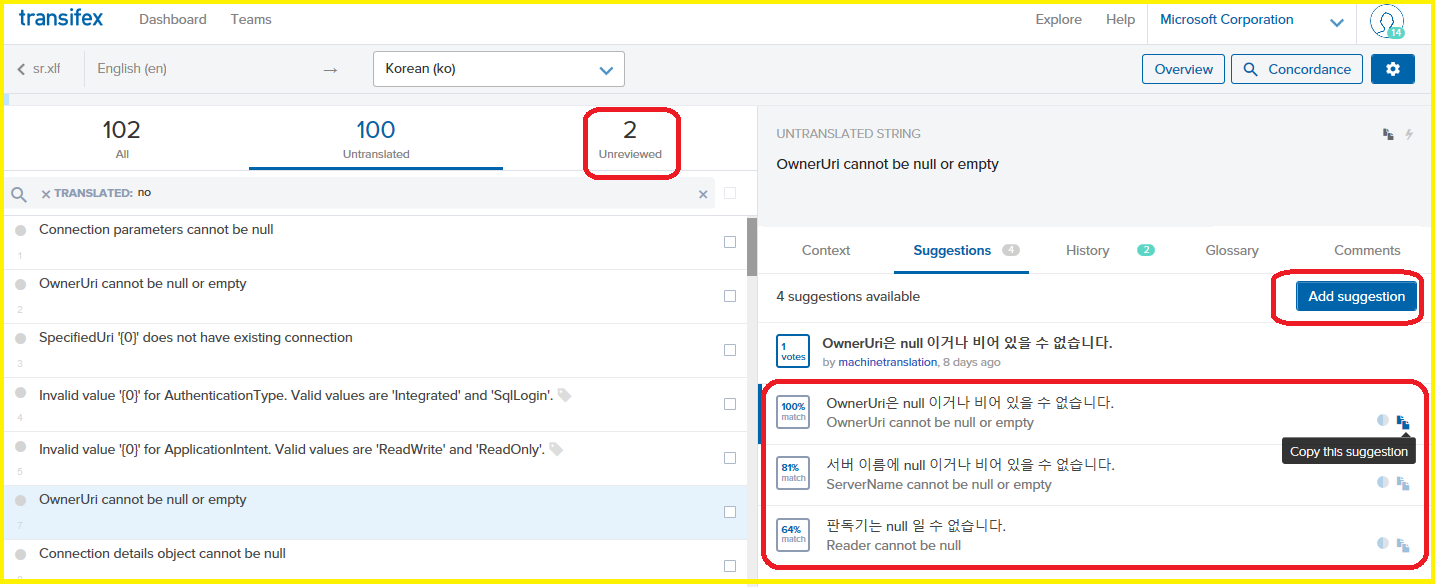 transifex Dashboard Teams Explore Help Microsoft Corporation 14
sr.xlf English (en) → Korean (ko) Overview Concordance
102 100 2
All Untranslated Unreviewed
TRANSLATED: no
Connection parameters cannot be null
1
OwnerUri cannot be null or empty
2
SpecifiedUri '{0}' does not have existing connection
3
Invalid value '{0}' for AuthenticationType. Valid values are 'Integrated' and 'SqlLogin'.
4
Invalid value '{0}' for ApplicationIntent. Valid values are 'ReadWrite' and 'ReadOnly'.
5
OwnerUri cannot be null or empty
7
Connection details object cannot be null
UNTRANSLATED STRING
OwnerUri cannot be null or empty
Context Suggestions 4 History 2 Glossary Comments
4 suggestions available Add suggestion
1 votes
OwnerUri은 null 이거나 비어 있을 수 없습니다.
by machinetranslation, 8 days ago
100% match
OwnerUri은 null 이거나 비어 있을 수 없습니다.
OwnerUri cannot be null or empty
Copy this suggestion
81% match
서버 이름에 null 이거나 비어 있을 수 없습니다.
ServerName cannot be null or empty
64% match
판독기는 null 일 수 없습니다.
Reader cannot be null